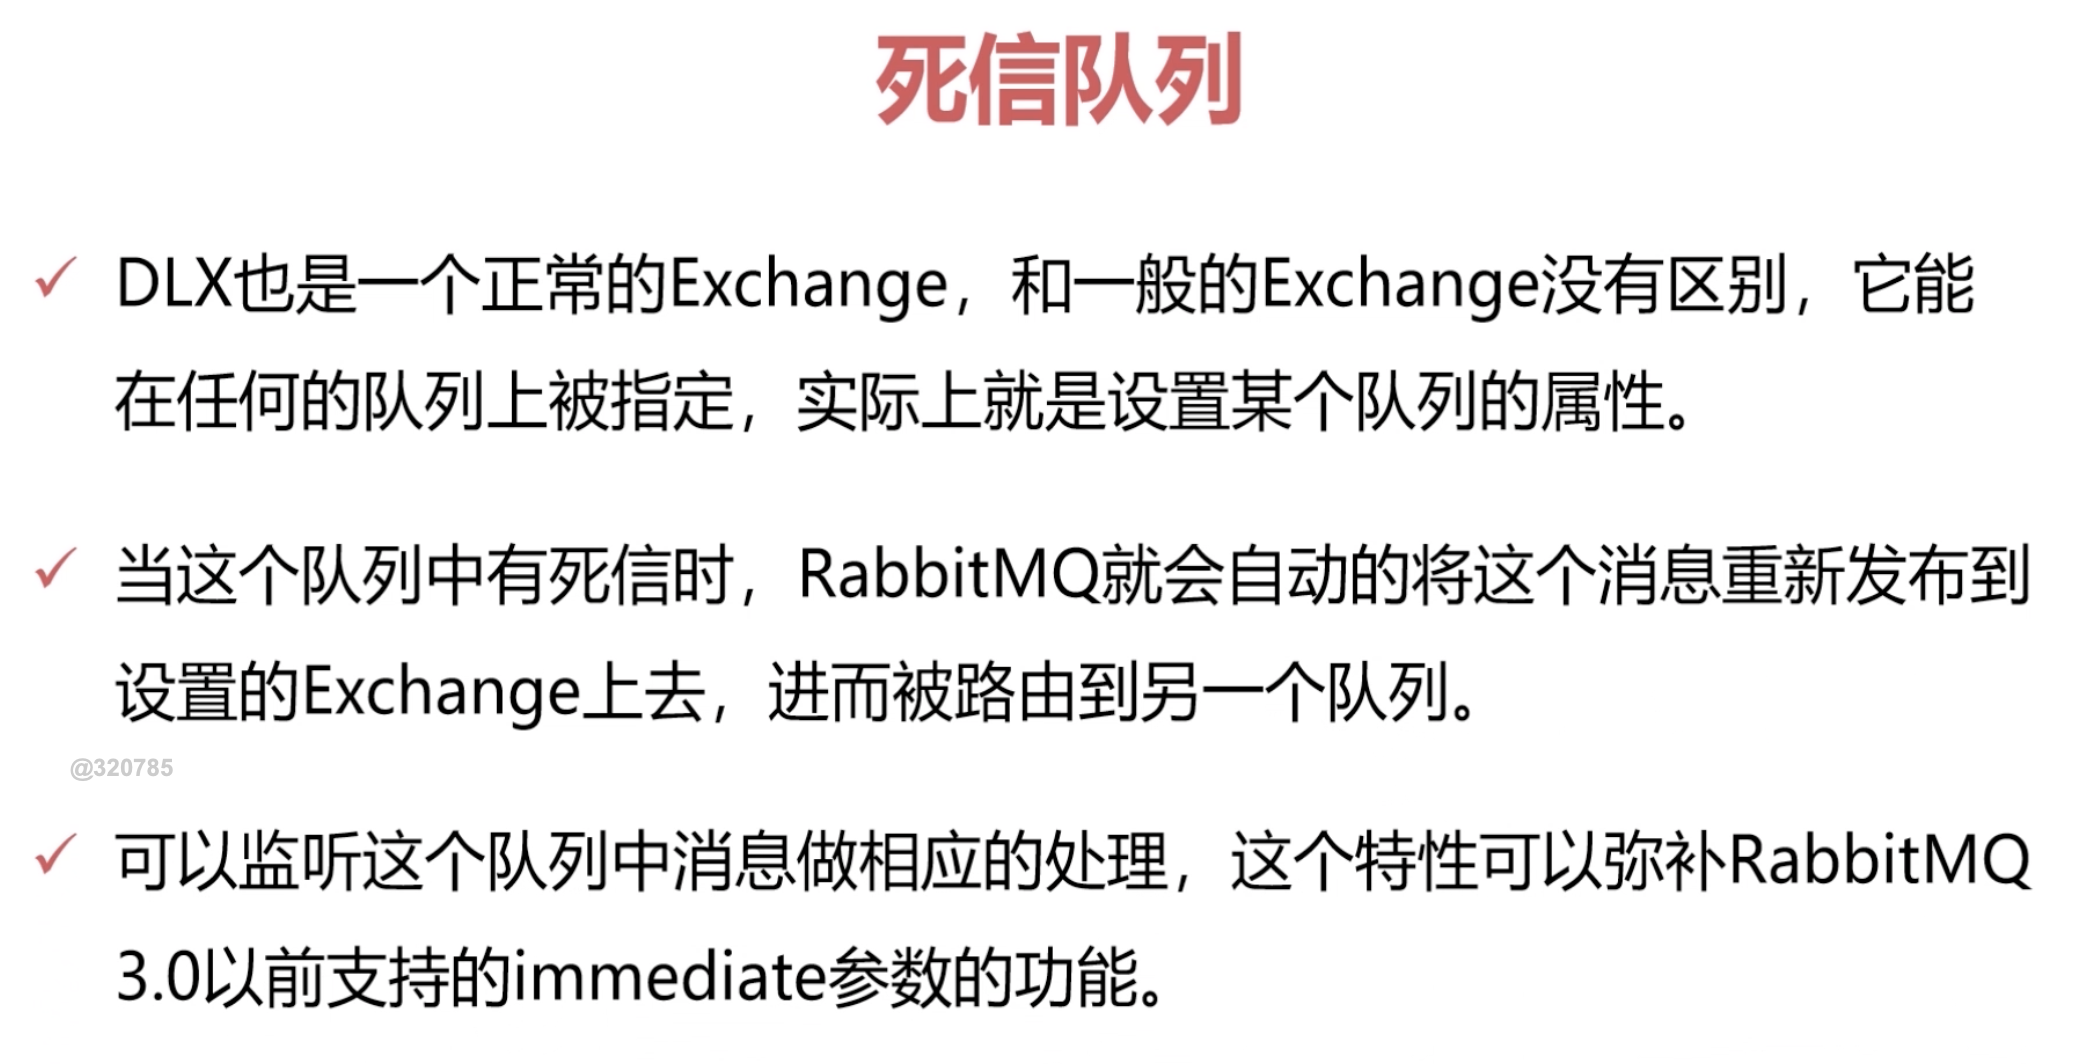 死信队列
DLX也是一个正常的Exchange，和一般的Exchange没有区别，它能
在任何的队列上被指定，实际上就是设置某个队列的属性。
当这个队列中有死信时，RabbitMQ就会自动的将这个消息重新发布到
设置的Exchange上去，进而被路由到另一个队列。
@320785
可以监听这个队列中消息做相应的处理，这个特性可以弥补RabbitMQ
3.0以前支持的immediate参数的功能。